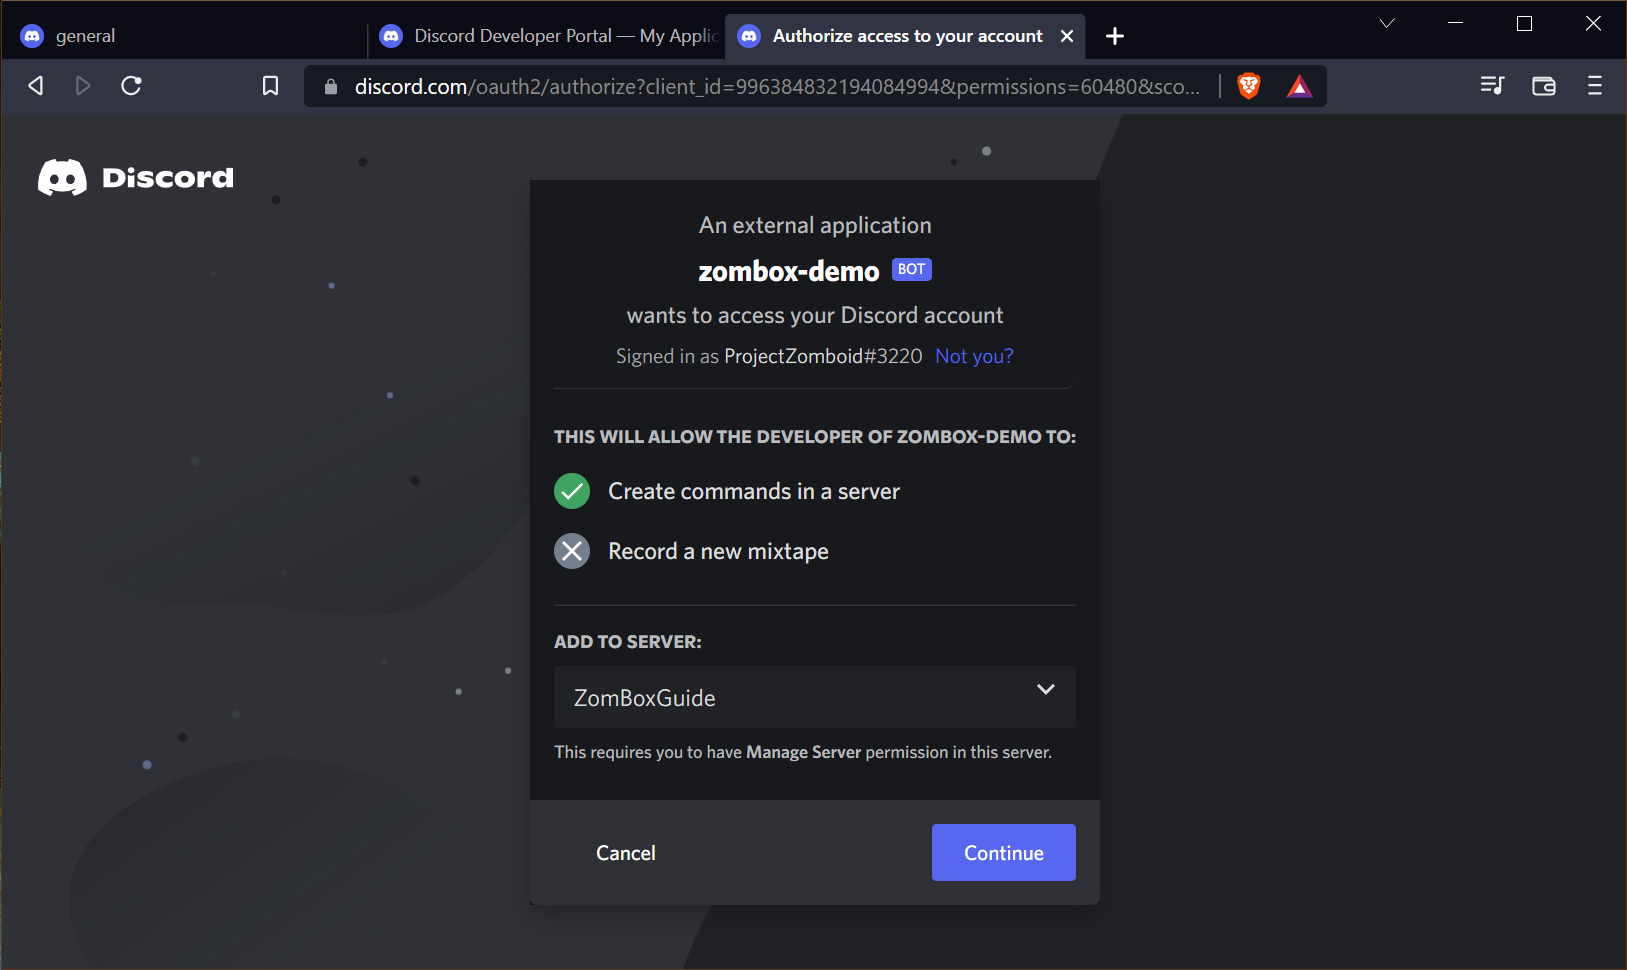 general
Discord Developer Portal — My Applic
Authorize access to your account
discord.com/oauth2/authorize?client_id=996384832194084994&permissions=60480&sco...
Discord
An external application
zombox-demo BOT
wants to access your Discord account
Signed in as ProjectZomboid#3220 Not you?
THIS WILL ALLOW THE DEVELOPER OF ZOMBOX-DEMO TO:
Create commands in a server
Record a new mixtape
ADD TO SERVER:
ZomBoxGuide
This requires you to have Manage Server permission in this server.
Cancel
Continue